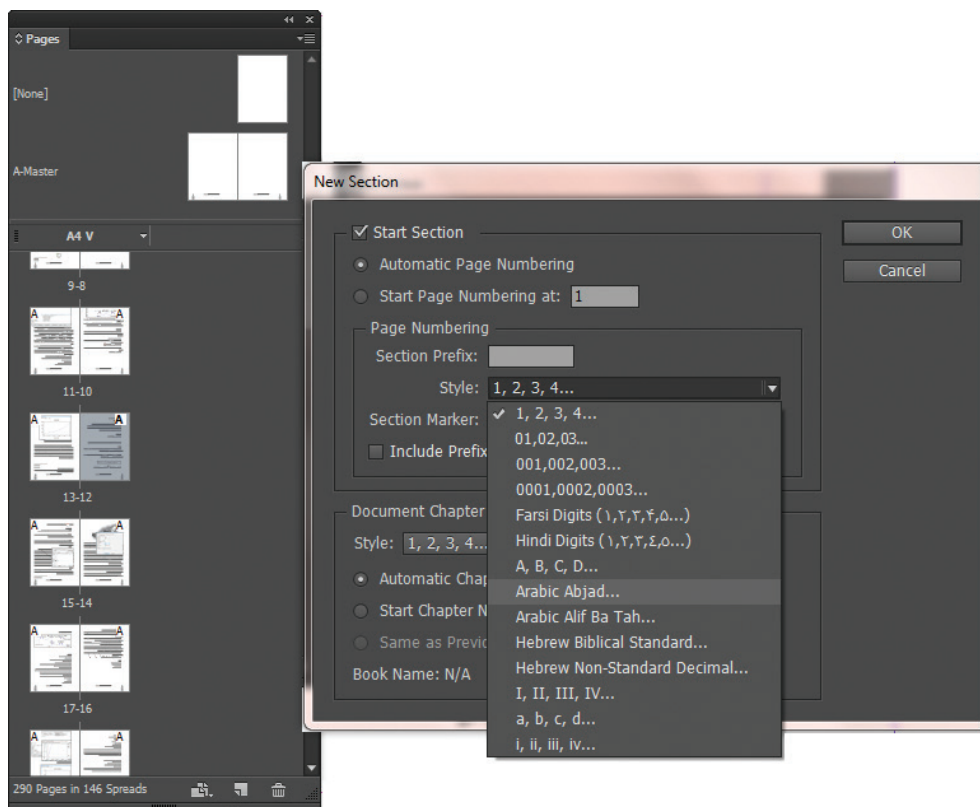 Pages
[None]
A-Master
A4 V
9-8
11-10
A A
13-12
A A
15-14
A A
17-16
A A
A A
290 Pages in 146 Spreads
New Section
Start Section
OK
Automatic Page Numbering
Cancel
Start Page Numbering at: 1
Page Numbering
Section Prefix:
Style: 1, 2, 3, 4...
Section Marker:
Include Prefix
1, 2, 3, 4...
01,02,03...
001,002,003...
0001,0002,0003...
Farsi Digits (۱,۲,۳,۴,۵...)
Hindi Digits (١,٢,٣,٤,٥...)
A, B, C, D...
Arabic Abjad...
Arabic Alif Ba Tah...
Hebrew Biblical Standard...
Hebrew Non-Standard Decimal...
I, II, III, IV...
a, b, c, d...
i, ii, iii, iv...
Document Chapter
Style: 1, 2, 3, 4...
Automatic Chap
Start Chapter N
Same as Previo
Book Name: N/A